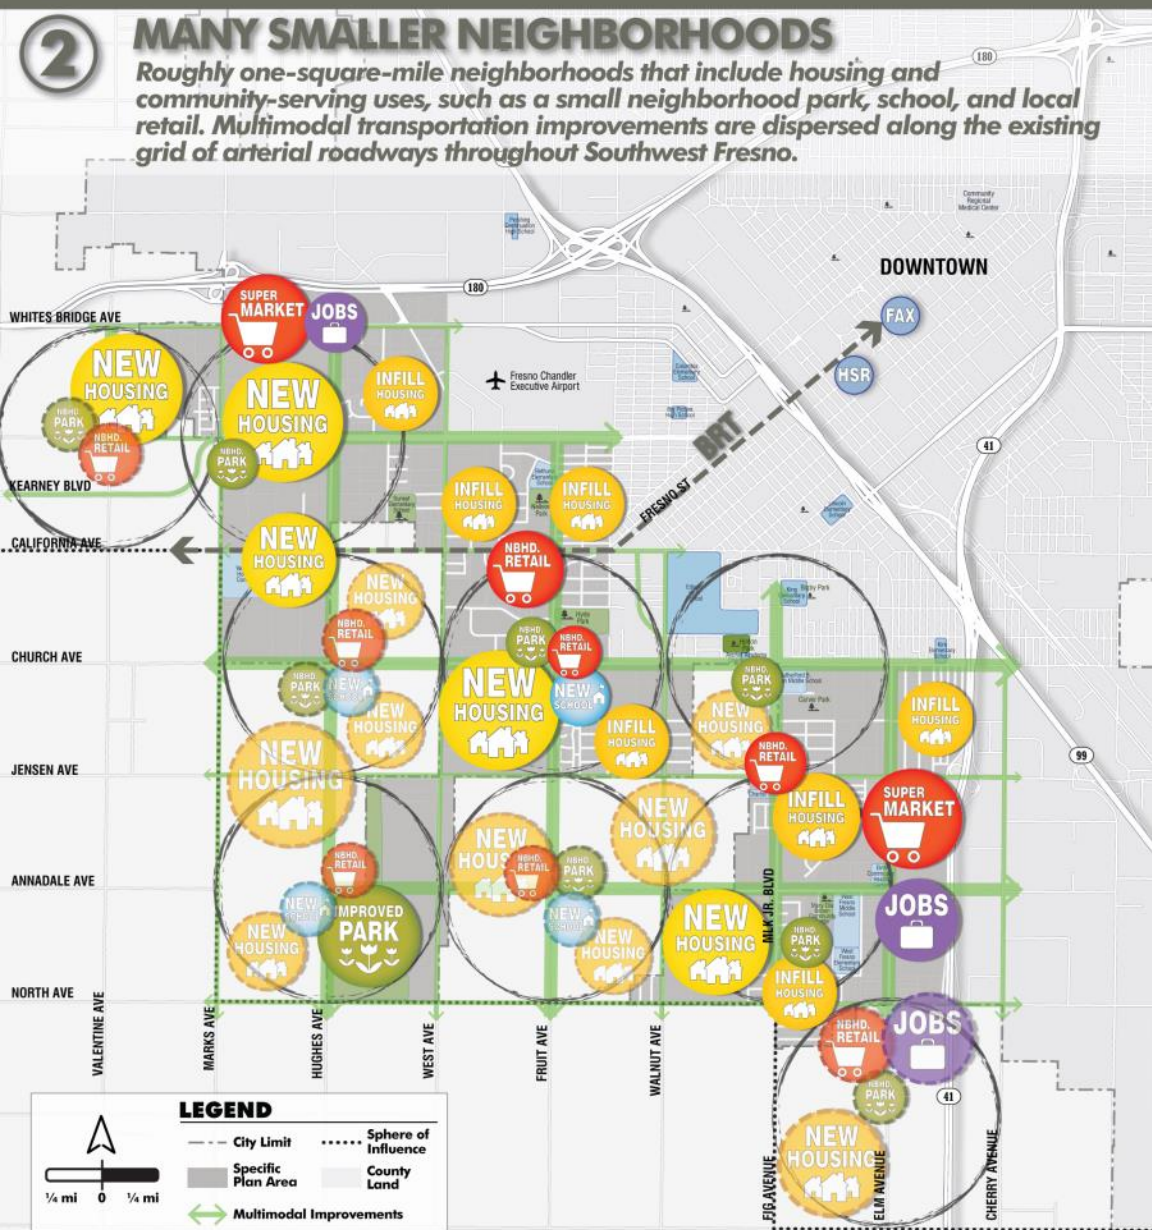 2
MANY SMALLER NEIGHBORHOODS
Roughly one-square-mile neighborhoods that include housing and
community-serving uses, such as a small neighborhood park, school, and local
retail. Multimodal transportation improvements are dispersed along the existing
grid of arterial roadways throughout Southwest Fresno.
180
Community
Regional
Medical Center
DOWNTOWN
180
SUPER
MARKET
JOBS
FAX
WHITES BRIDGE AVE
NEW
HOUSING
INFILL
HOUSING
Fresno Chandler
Executive Airport
HSR
NEW
HOUSING
NBHD.
PARK
NBHD.
RETAIL
BRT
41
NBHD.
PARK
KEARNEY BLVD
INFILL
HOUSING
INFILL
HOUSING
FRESNO ST
CALIFORNIA AVE
NEW
HOUSING
NBHD.
RETAIL
NEW
HOUSING
NBHD.
RETAIL
NBHD.
PARK
NBHD.
RETAIL
CHURCH AVE
NBHD.
PARK
NEW
SCHOOL
NEW
HOUSING
NEW
SCHOOL
NBHD.
PARK
Carver Park
NEW
HOUSING
INFILL
HOUSING
NEW
HOUSING
INFILL
HOUSING
NEW
HOUSING
NBHD.
RETAIL
JENSEN AVE
99
NEW
HOUSING
INFILL
HOUSING
SUPER
MARKET
NEW
HOUSING
NBHD.
RETAIL
NBHD.
RETAIL
NBHD.
PARK
ANNADALE AVE
NEW
SCHOOL
IMPROVED
PARK
NEW
SCHOOL
NEW
HOUSING
MLK JR. BLVD
JOBS
NEW
HOUSING
NEW
HOUSING
NBHD.
PARK
INFILL
HOUSING
NORTH AVE
VALENTINE AVE
MARKS AVE
HUGHES AVE
WEST AVE
FRUIT AVE
WALNUT AVE
NBHD.
RETAIL
JOBS
NBHD.
PARK
41
NEW
HOUSING
FIG AVENUE
ELM AVENUE
CHERRY AVENUE
LEGEND
City Limit
Sphere of
Influence
Specific
Plan Area
County
Land
¼ mi 0 ¼ mi
Multimodal Improvements